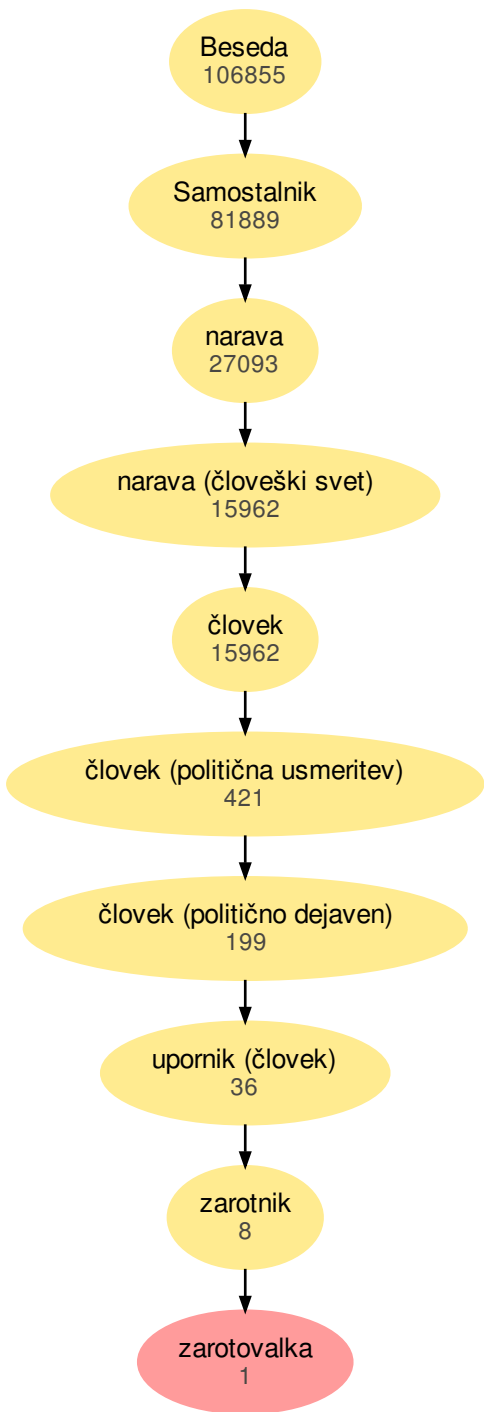 Beseda
106855
Samostalnik
81889
narava
27093
narava (človeški svet)
15962
človek
15962
človek (politična usmeritev)
421
človek (politično dejaven)
199
upornik (človek)
36
zarotnik
8
zarotovalka
1